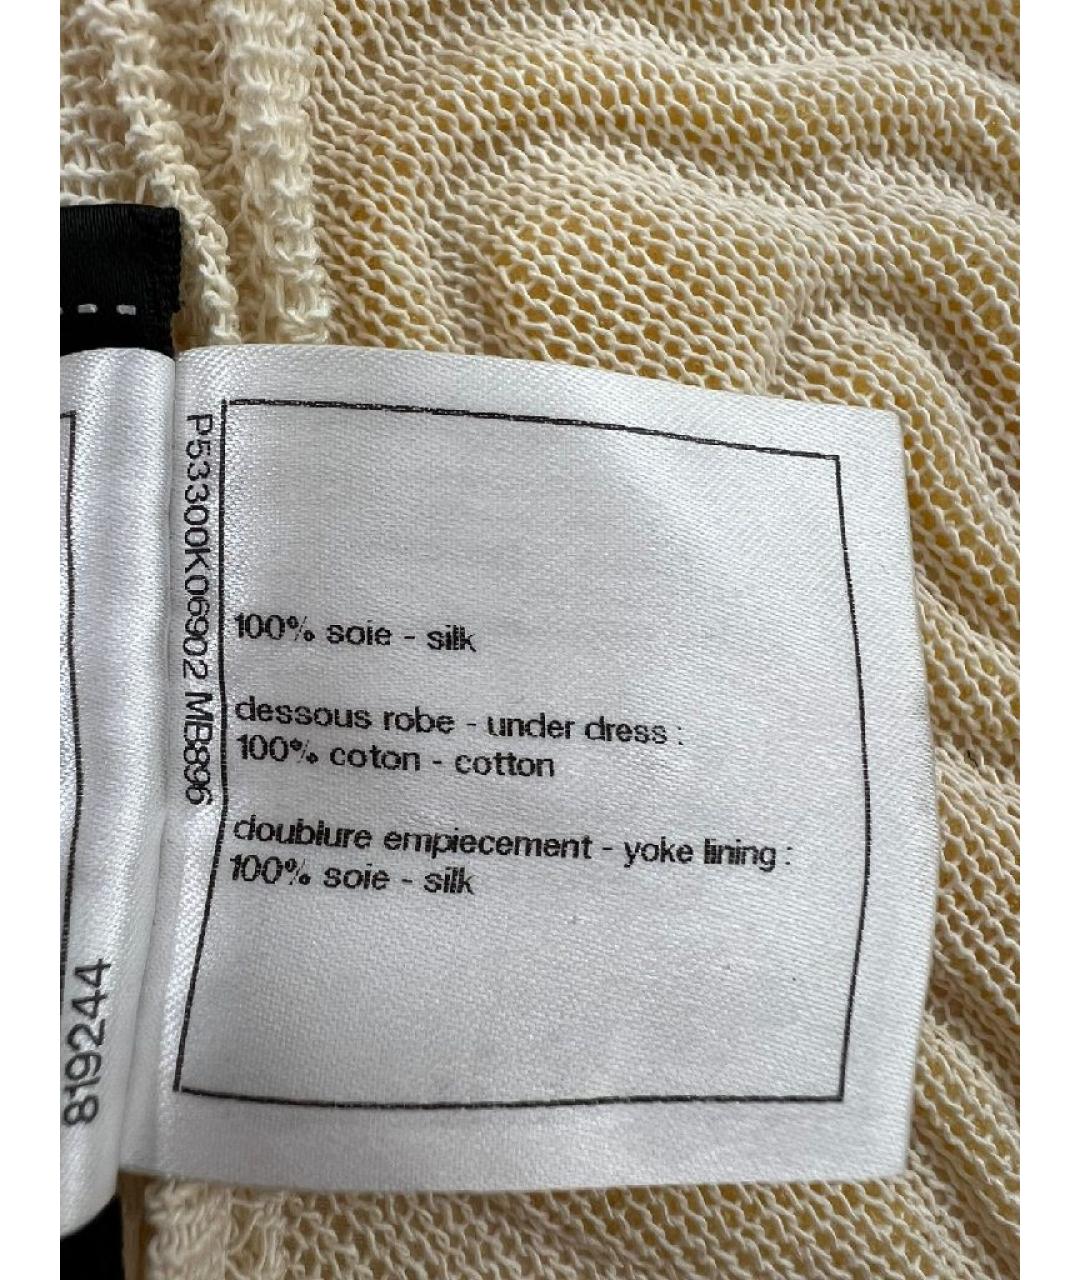 P53300K06902 MB896
100% soie - silk
dessous robe - under dress :
100% coton - cotton
doublure empiecement - yoke lining :
100% soie - silk
819244